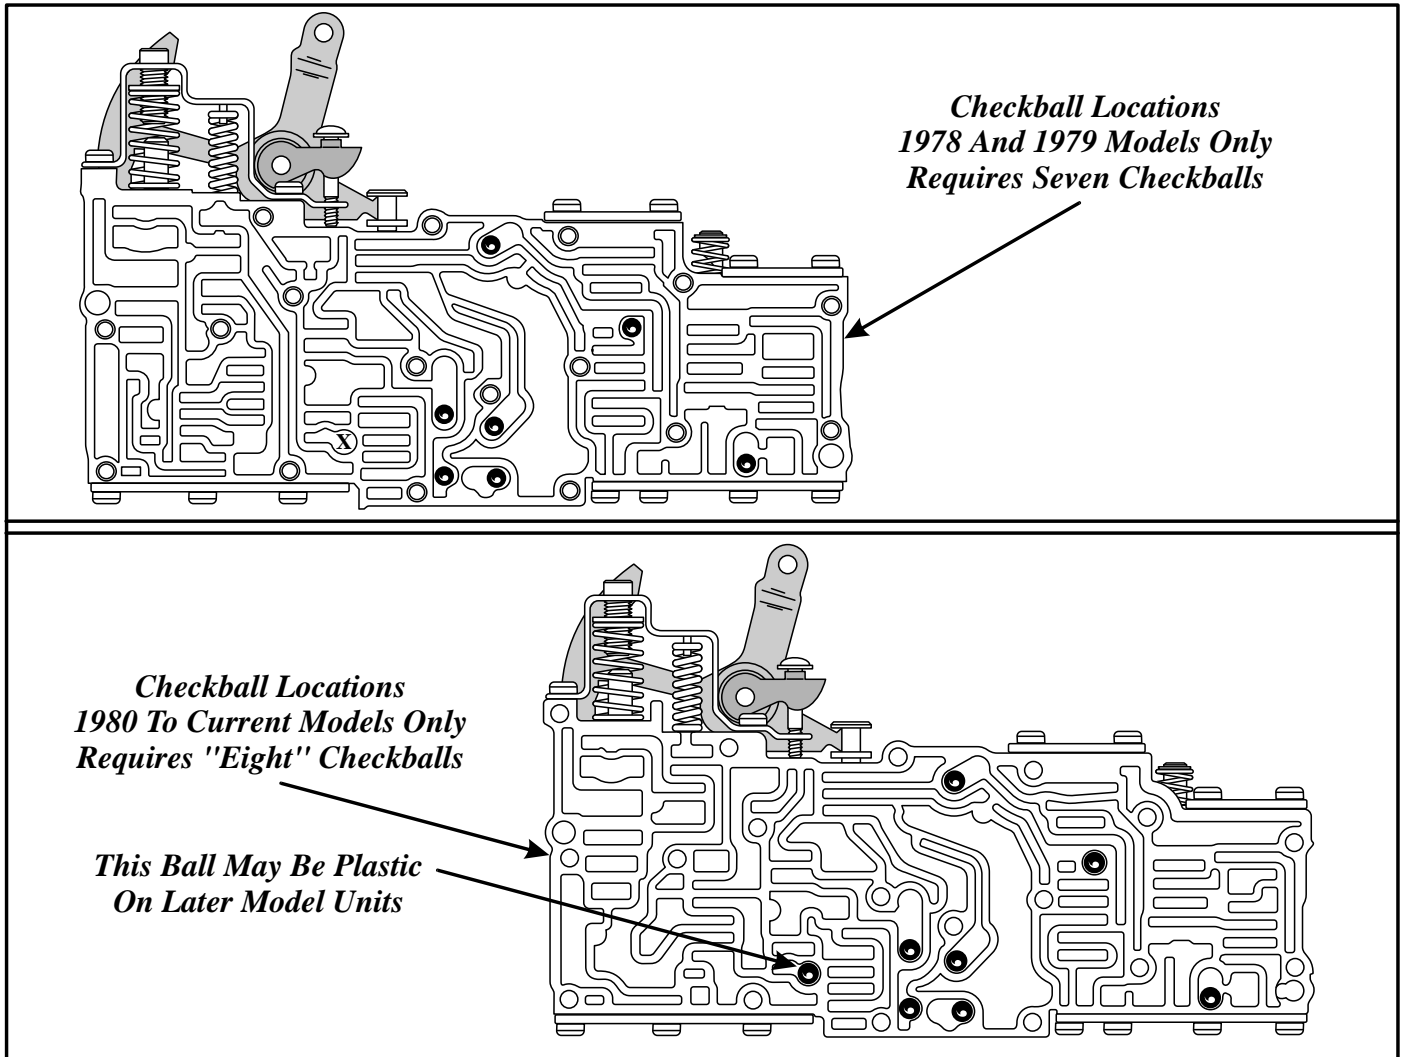 Checkball Locations
1978 And 1979 Models Only
Requires Seven Checkballs
X
Checkball Locations
1980 To Current Models Only
Requires "Eight" Checkballs
This Ball May Be Plastic
On Later Model Units